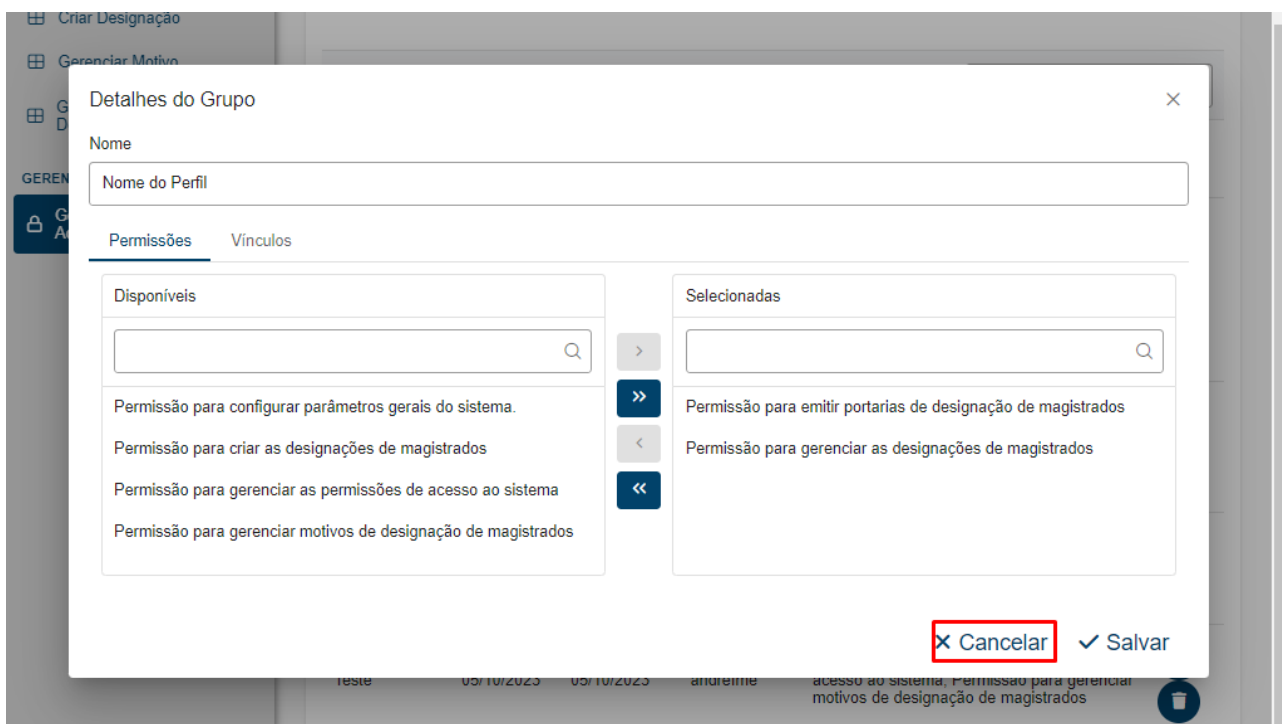 Criar Designação
Gerenciar Motivo
G
D
GEREN
G
A
Detalhes do Grupo
Nome
Nome do Perfil
Permissões Vínculos
Disponíveis
Permissão para configurar parâmetros gerais do sistema.
Permissão para criar as designações de magistrados
Permissão para gerenciar as permissões de acesso ao sistema
Permissão para gerenciar motivos de designação de magistrados
Selecionadas
Permissão para emitir portarias de designação de magistrados
Permissão para gerenciar as designações de magistrados
Cancelar Salvar
Teste 05/10/2023 05/10/2023 andreime acesso ao sistema, Permissão para gerenciar
motivos de designação de magistrados